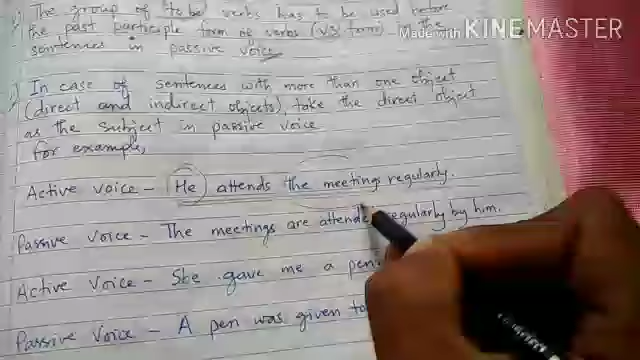 Made with KINEMASTER
The group of 'to be' verbs has to be used before
the past participle form of verbs (V3 form) in the
sentences in passive voice
In case of sentences with more than one object
(direct and indirect objects), take the direct object
as the subject in passive voice
for example,
Active voice - He attends the meetings regularly.
Passive voice - The meetings are attende regularly by him.
Active voice - She gave me a pen.
Passive voice - A pen was given to